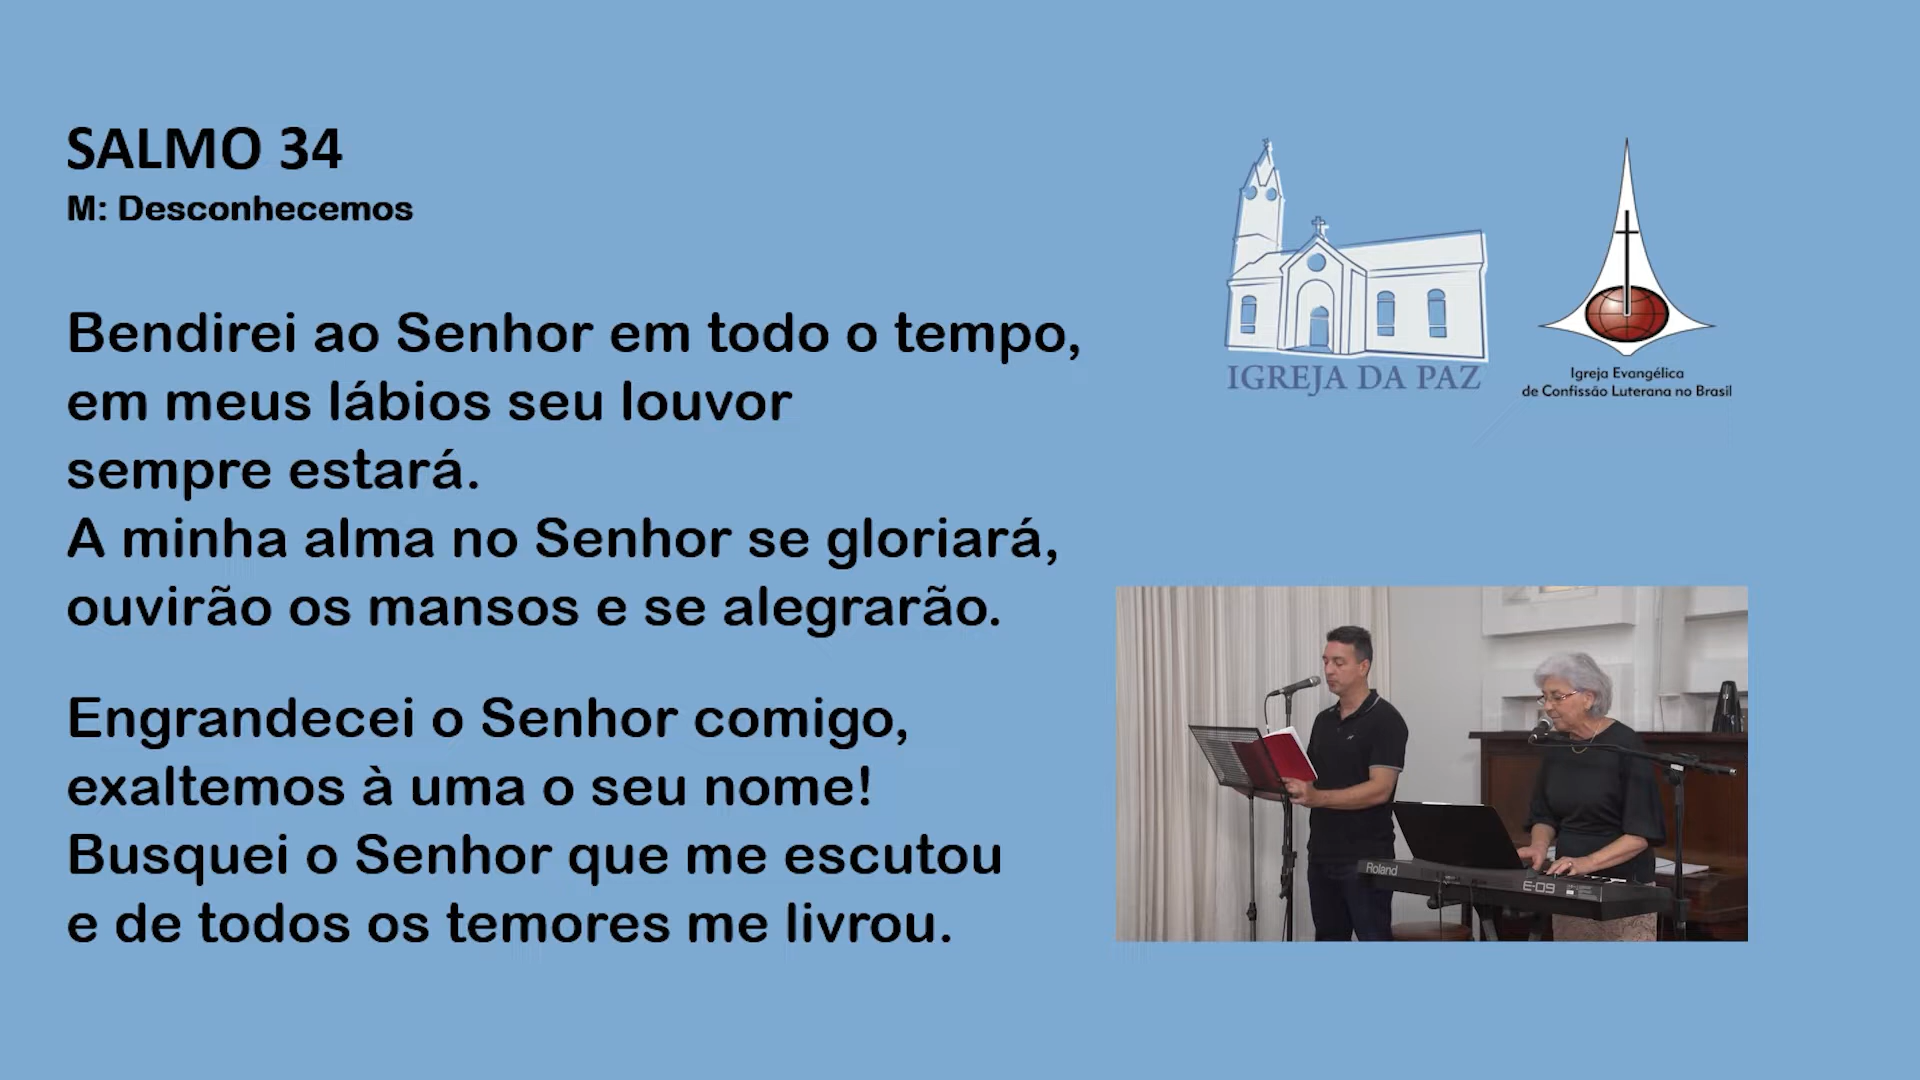 SALMO 34
M: Desconhecemos
Bendirei ao Senhor em todo o tempo,
em meus lábios seu louvor
sempre estará.
A minha alma no Senhor se gloriará,
ouvirão os mansos e se alegrarão.
Engrandecei o Senhor comigo,
exaltemos à uma o seu nome!
Busquei o Senhor que me escutou
e de todos os temores me livrou.
IGREJA DA PAZ
Igreja Evangélica
de Confissão Luterana no Brasil
Roland
E-09